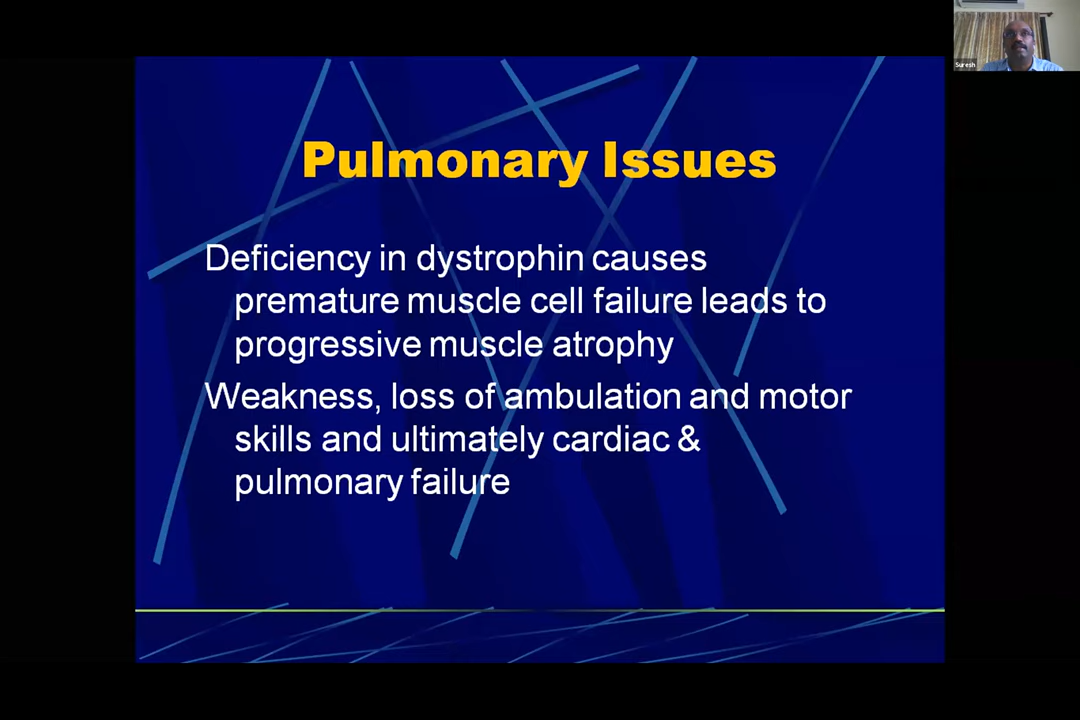 Suresh
Pulmonary Issues
Deficiency in dystrophin causes
premature muscle cell failure leads to
progressive muscle atrophy
Weakness, loss of ambulation and motor
skills and ultimately cardiac &
pulmonary failure